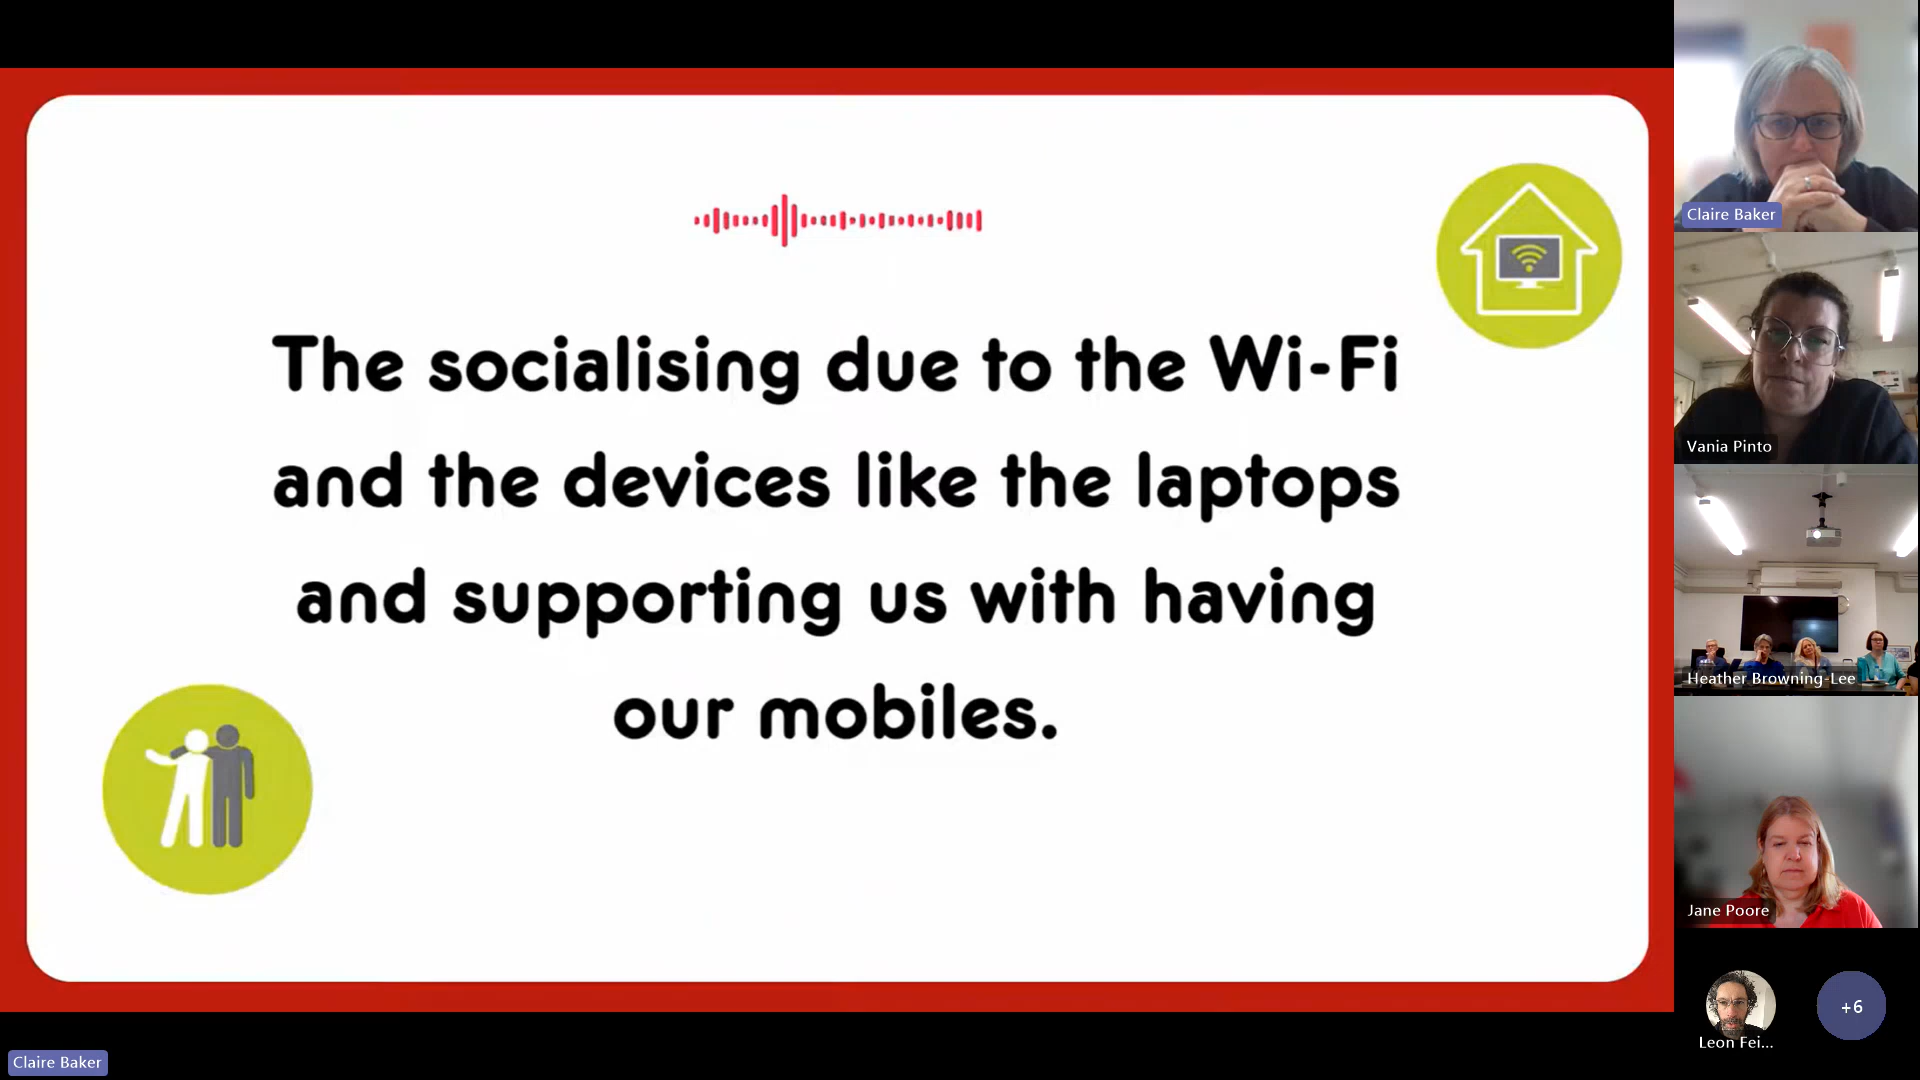 The socialising due to the Wi-Fi
and the devices like the laptops
and supporting us with having
our mobiles.
Claire Baker
Vania Pinto
Heather Browning-Lee
Jane Poore
Leon Fei...
+6
Claire Baker